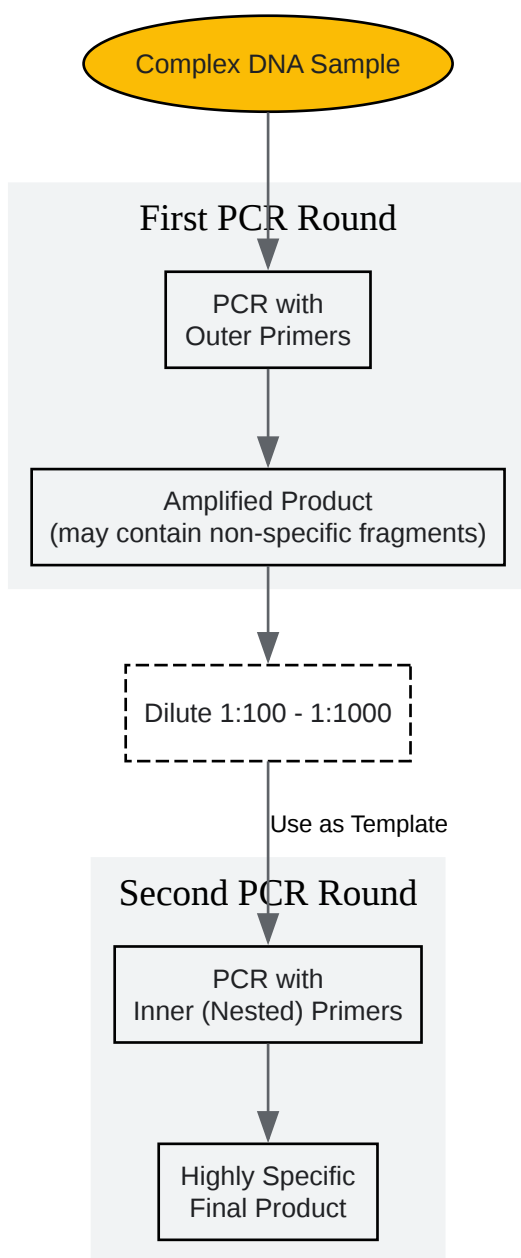 Complex DNA Sample
First PCR Round
PCR with
Outer Primers
Amplified Product
(may contain non-specific fragments)
Dilute 1:100 - 1:1000
Use as Template
Second PCR Round
PCR with
Inner (Nested) Primers
Highly Specific
Final Product